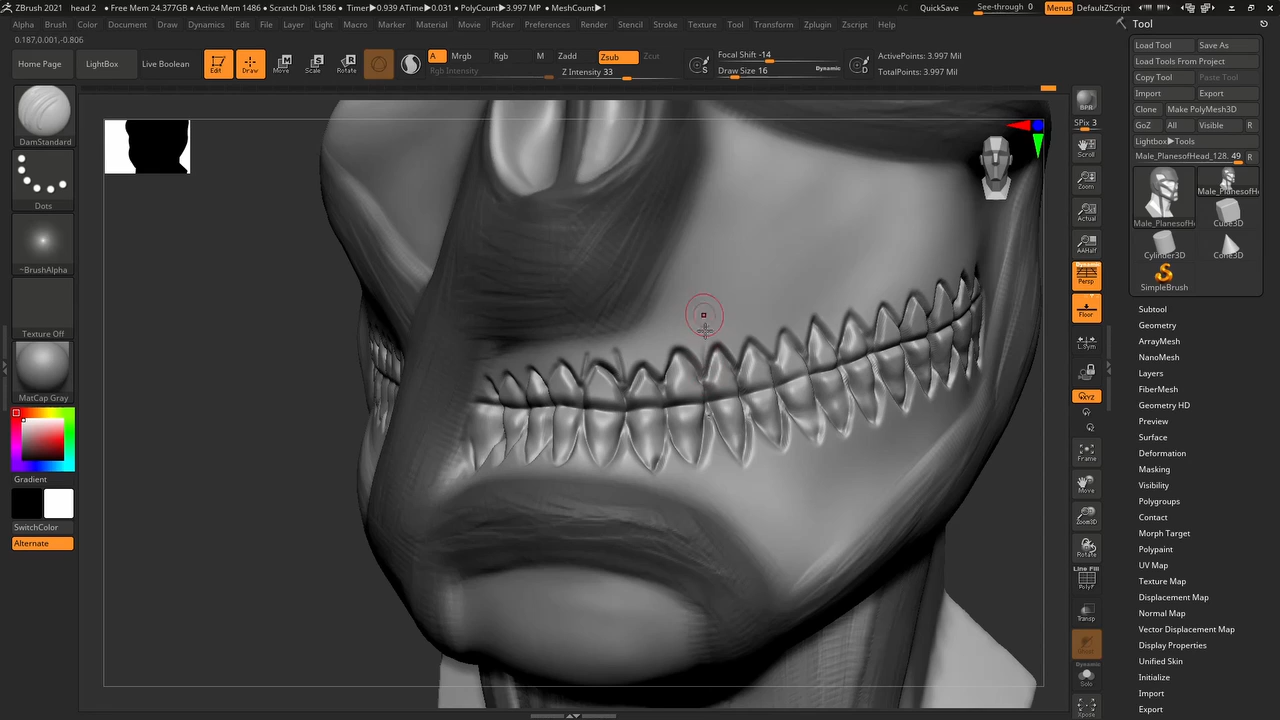 ZBrush 2021 head 2 • Free Mem 24.377GB • Active Mem 1486 • Scratch Disk 1586 • Timer▶0.939 ATime▶0.031 • PolyCount▶3.997 MP • MeshCount▶1 AC QuickSave See-through 0 Menus DefaultZScript
Alpha Brush Color Document Draw Dynamics Edit File Layer Light Macro Marker Material Movie Picker Preferences Render Stencil Stroke Texture Tool Transform Zplugin Zscript Help
0.187,0.001,-0.806
Home Page LightBox Live Boolean Edit Draw Move Scale Rotate
A Mrgb Rgb M Zadd Zsub Zcut
Rgb Intensity Z Intensity 33
Focal Shift -14
Draw Size 16 Dynamic
S
D
ActivePoints: 3.997 Mil
TotalPoints: 3.997 Mil
DamStandard
Dots
~BrushAlpha
Texture Off
MatCap Gray
Gradient
SwitchColor
Alternate
BPR
SPix 3
Scroll
Zoom
Actual
AAHalf
Dynamic
Persp
Floor
L.Sym
XYZ
Frame
Move
Zoom3D
Rotate
Line Fill
PolyF
Transp
Dynamic
Solo
Xpose
Tool
Load Tool Save As
Load Tools From Project
Copy Tool Paste Tool
Import Export
Clone Make PolyMesh3D
GoZ All Visible R
Lightbox▶Tools
Male_PlanesofHead_128. 49 R
Male_PlanesofHe
Male_PlanesofHe
Cube3D
Cylinder3D Cone3D
SimpleBrush
Subtool
Geometry
ArrayMesh
NanoMesh
Layers
FiberMesh
Geometry HD
Preview
Surface
Deformation
Masking
Visibility
Polygroups
Contact
Morph Target
Polypaint
UV Map
Texture Map
Displacement Map
Normal Map
Vector Displacement Map
Display Properties
Unified Skin
Initialize
Import
Export